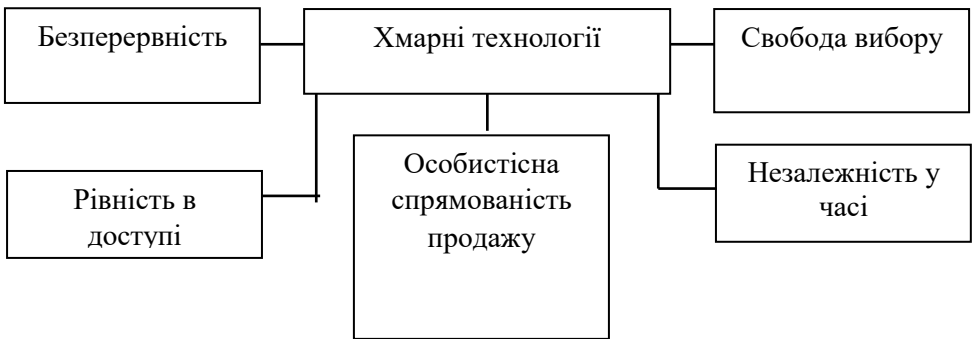 Безперервність
Хмарні технології
Свобода вибору
Рівність в
доступі
Особистісна
спрямованість
продажу
Незалежність у
часі